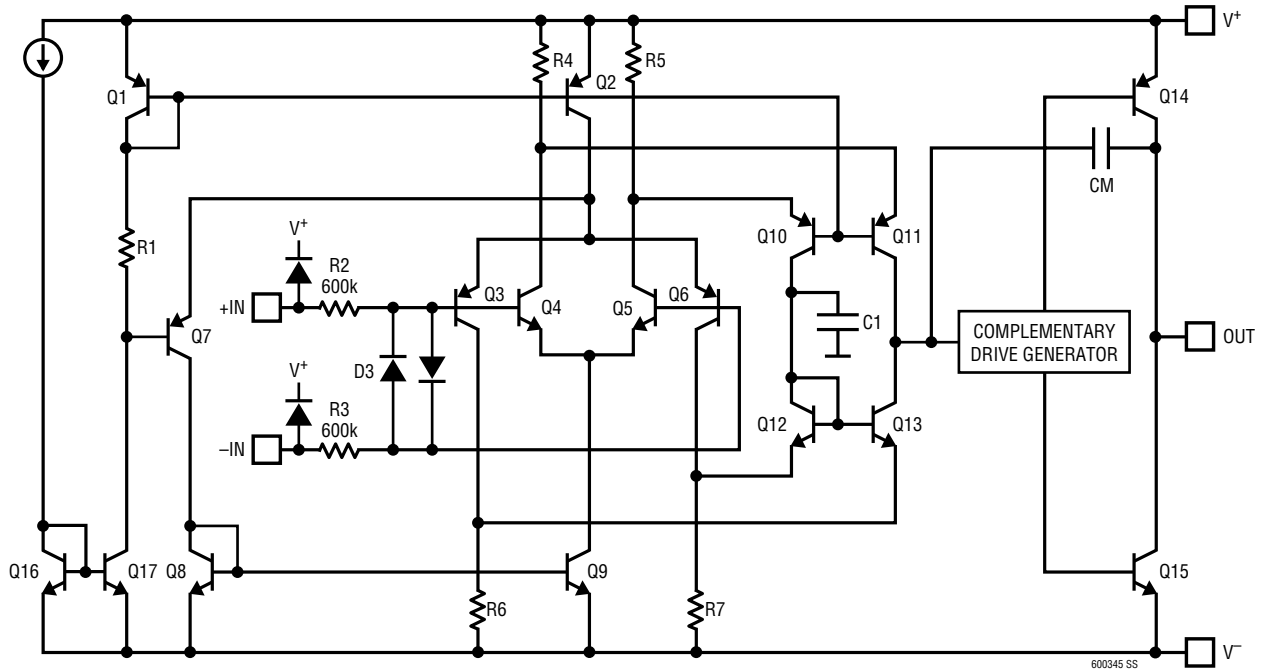 V+
R4
Q2
R5
Q1
Q14
CM
V+
R1
R2
600k
Q10
Q11
+IN
Q3
Q4
Q5
Q6
C1
Q7
COMPLEMENTARY
DRIVE GENERATOR
OUT
D3
V+
R3
600k
–IN
Q12
Q13
Q16
Q17
Q8
Q9
Q15
R6
R7
V–
600345 SS